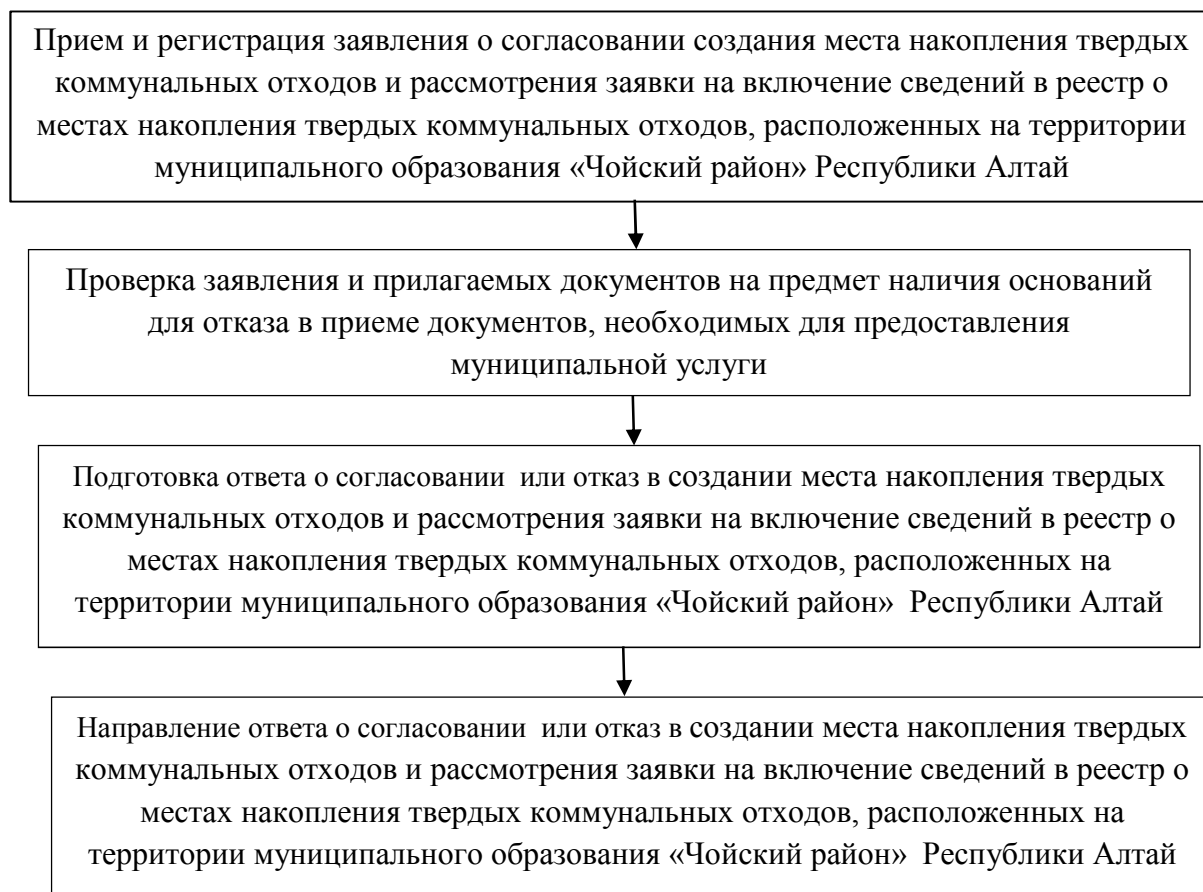 Прием и регистрация заявления о согласовании создания места накопления твердых
коммунальных отходов и рассмотрения заявки на включение сведений в реестр о
местах накопления твердых коммунальных отходов, расположенных на территории
муниципального образования «Чойский район» Республики Алтай
Проверка заявления и прилагаемых документов на предмет наличия оснований
для отказа в приеме документов, необходимых для предоставления
муниципальной услуги
Подготовка ответа о согласовании или отказ в создании места накопления твердых
коммунальных отходов и рассмотрения заявки на включение сведений в реестр о
местах накопления твердых коммунальных отходов, расположенных на
территории муниципального образования «Чойский район» Республики Алтай
Направление ответа о согласовании или отказ в создании места накопления твердых
коммунальных отходов и рассмотрения заявки на включение сведений в реестр о
местах накопления твердых коммунальных отходов, расположенных на
территории муниципального образования «Чойский район» Республики Алтай